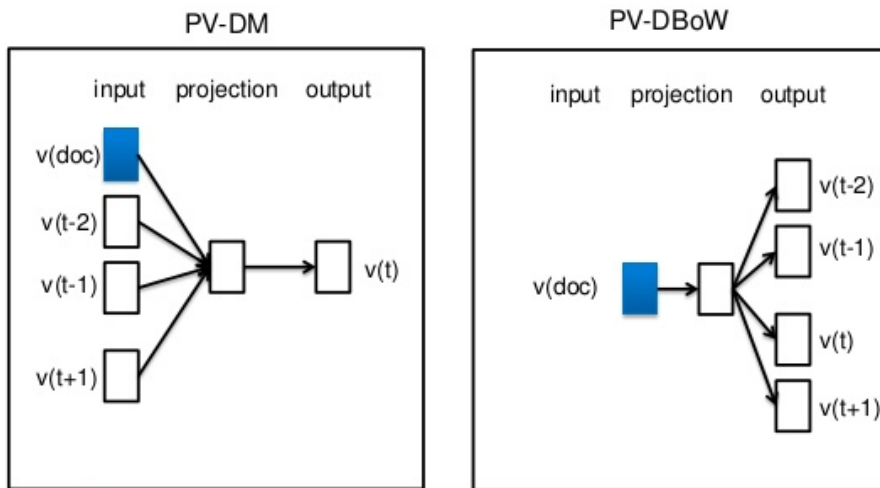 PV-DM
input projection output
v(doc)
v(t-2)
v(t-1)
v(t)
v(t+1)
PV-DBoW
input projection output
v(t-2)
v(t-1)
v(doc)
v(t)
v(t+1)